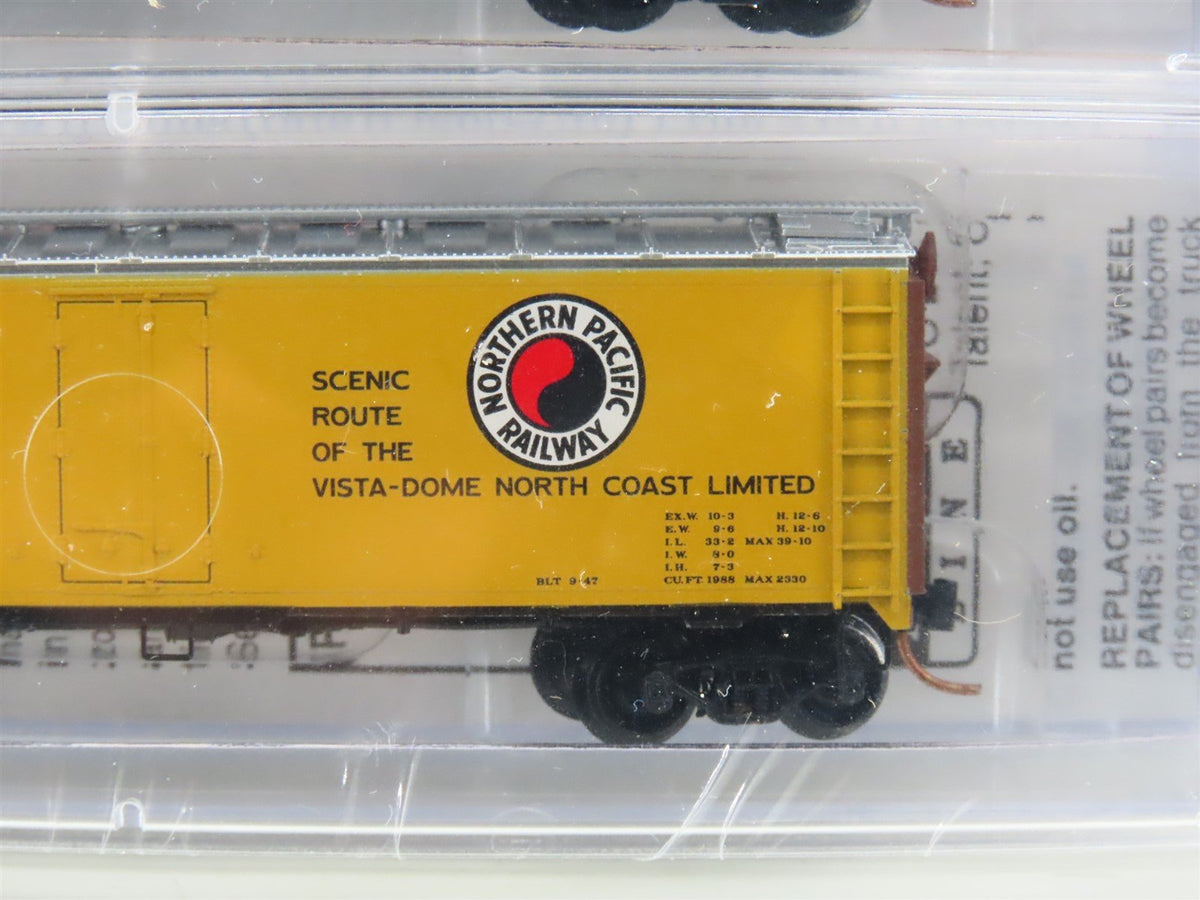 SCENIC
ROUTE
OF THE
VISTA-DOME NORTH COAST LIMITED
NORTHERN PACIFIC
RAILWAY
EX.W. 10-3 H. 12-6
E.W. 9-6 H. 12-10
I.L. 33-2 MAX 39-10
I.W. 8-0
I.H. 7-3
BLT 9-47 CU.FT. 1988 MAX 2330
not use oil.
REPLACEMENT OF WHEEL
PAIRS: If wheel pairs become
disengaged from the truck